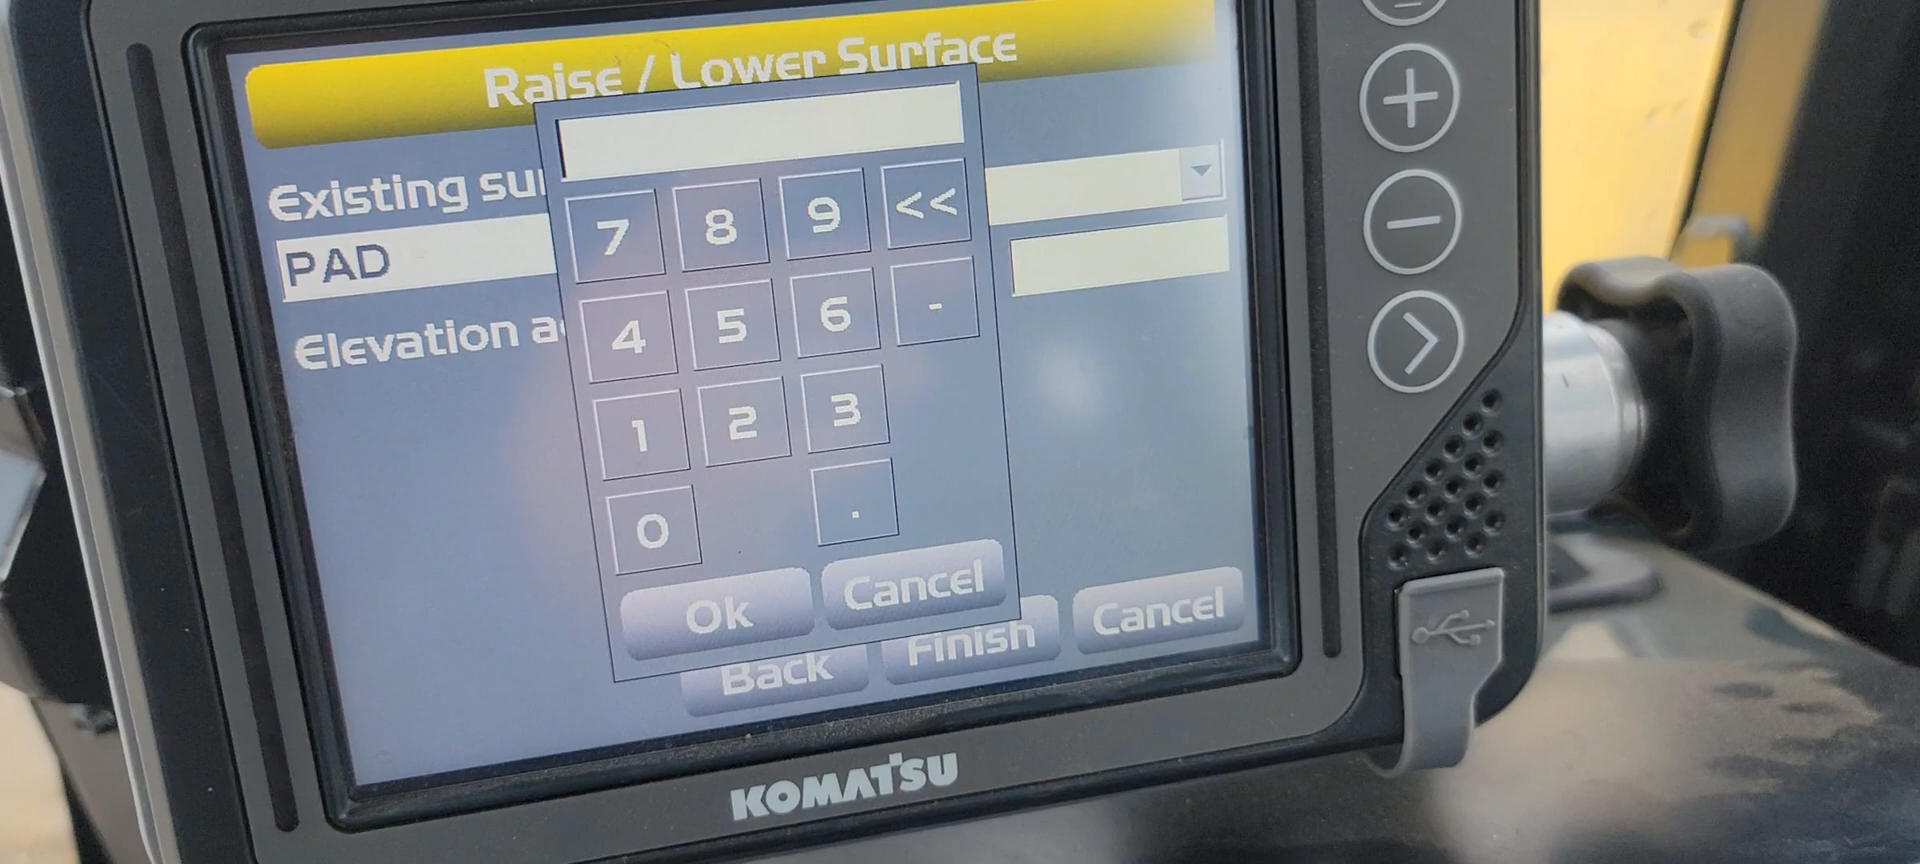 Raise / Lower Surface
Existing
PAD
Elevation
7 8 9 <<
4 5 6 -
1 2 3
0 .
Ok Cancel
Back Finish Cancel
KOMATSU